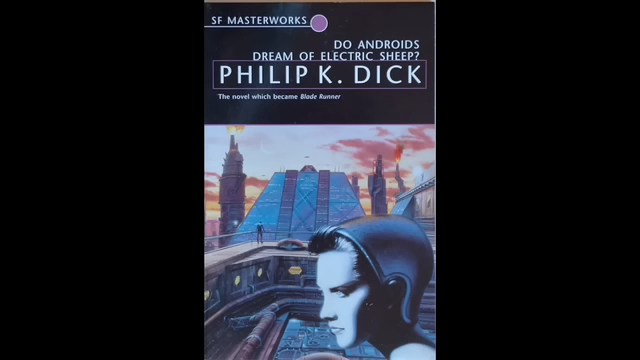 SF MASTERWORKS
DO ANDROIDS
DREAM OF ELECTRIC SHEEP?
PHILIP K. DICK
The novel which became Blade Runner